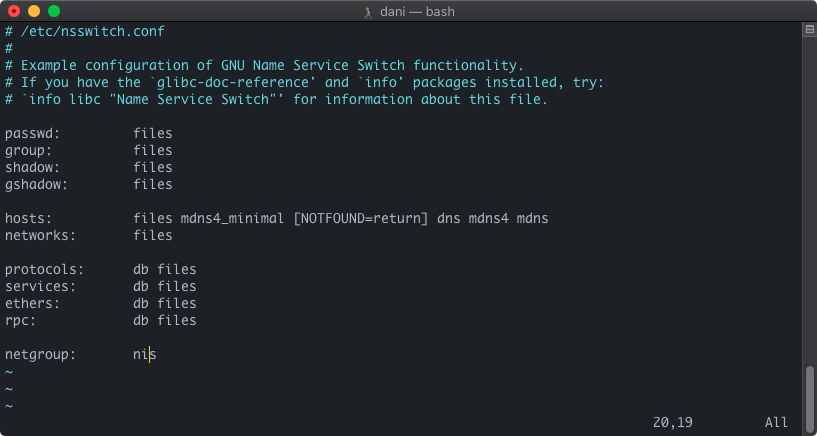 dani — bash
# /etc/nsswitch.conf
#
# Example configuration of GNU Name Service Switch functionality.
# If you have the `glibc-doc-reference' and `info' packages installed, try:
# `info libc "Name Service Switch"' for information about this file.
passwd:         files
group:          files
shadow:         files
gshadow:        files
hosts:          files mdns4_minimal [NOTFOUND=return] dns mdns4 mdns
networks:       files
protocols:      db files
services:       db files
ethers:         db files
rpc:            db files
netgroup:       nis
~
~
~
20,19         All